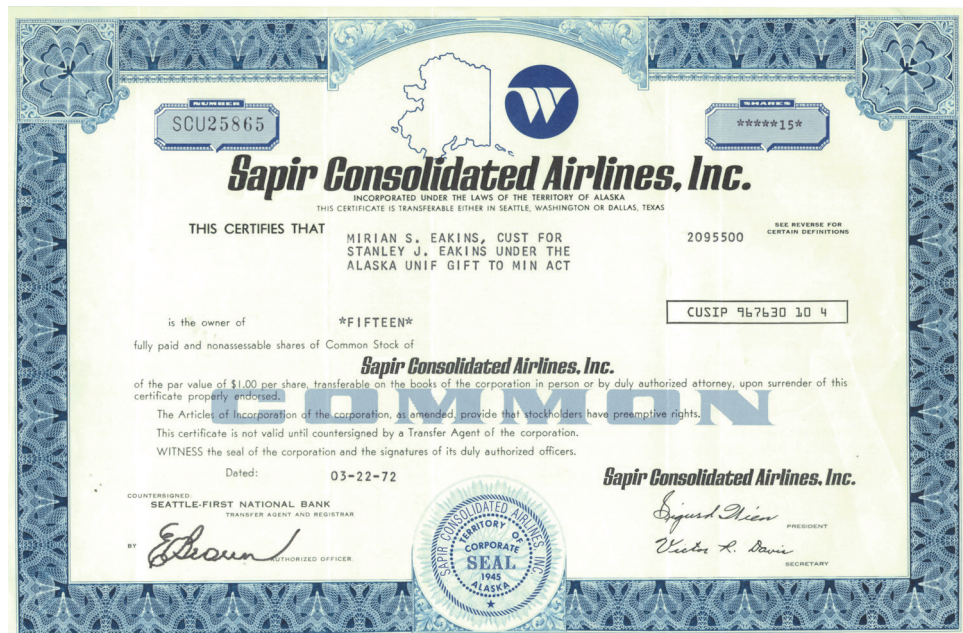 NUMBER
SCU25865
W
SHARES
*****15*
Sapir Consolidated Airlines, Inc.
INCORPORATED UNDER THE LAWS OF THE TERRITORY OF ALASKA
THIS CERTIFICATE IS TRANSFERABLE EITHER IN SEATTLE, WASHINGTON OR DALLAS, TEXAS
THIS CERTIFIES THAT
MIRIAN S. EAKINS, CUST FOR
STANLEY J. EAKINS UNDER THE
ALASKA UNIF GIFT TO MIN ACT
2095500
SEE REVERSE FOR
CERTAIN DEFINITIONS
CUSIP 967630 10 4
is the owner of *FIFTEEN*
fully paid and nonassessable shares of Common Stock of
Sapir Consolidated Airlines, Inc.
of the par value of $1.00 per share, transferable on the books of the corporation in person or by duly authorized attorney, upon surrender of this
certificate properly endorsed.
COMMON
The Articles of Incorporation of the corporation, as amended, provide that stockholders have preemptive rights.
This certificate is not valid until countersigned by a Transfer Agent of the corporation.
WITNESS the seal of the corporation and the signatures of its duly authorized officers.
Dated: 03-22-72
Sapir Consolidated Airlines, Inc.
COUNTERSIGNED:
SEATTLE-FIRST NATIONAL BANK
TRANSFER AGENT AND REGISTRAR
BY
AUTHORIZED OFFICER.
SAPIR CONSOLIDATED AIRLINES, INC.
TERRITORY OF
CORPORATE
SEAL
1945
ALASKA
Sigurd Wien
PRESIDENT
Victor R. Davis
SECRETARY